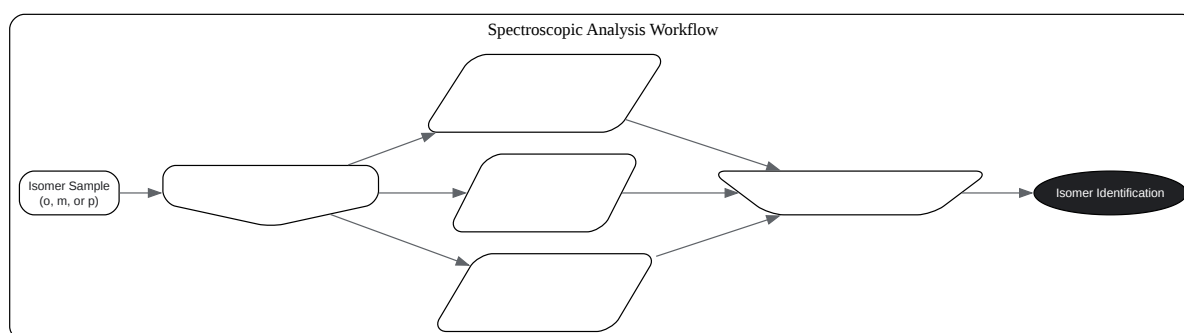 Spectroscopic Analysis Workflow
Isomer Sample
(o, m, or p)
Isomer Identification